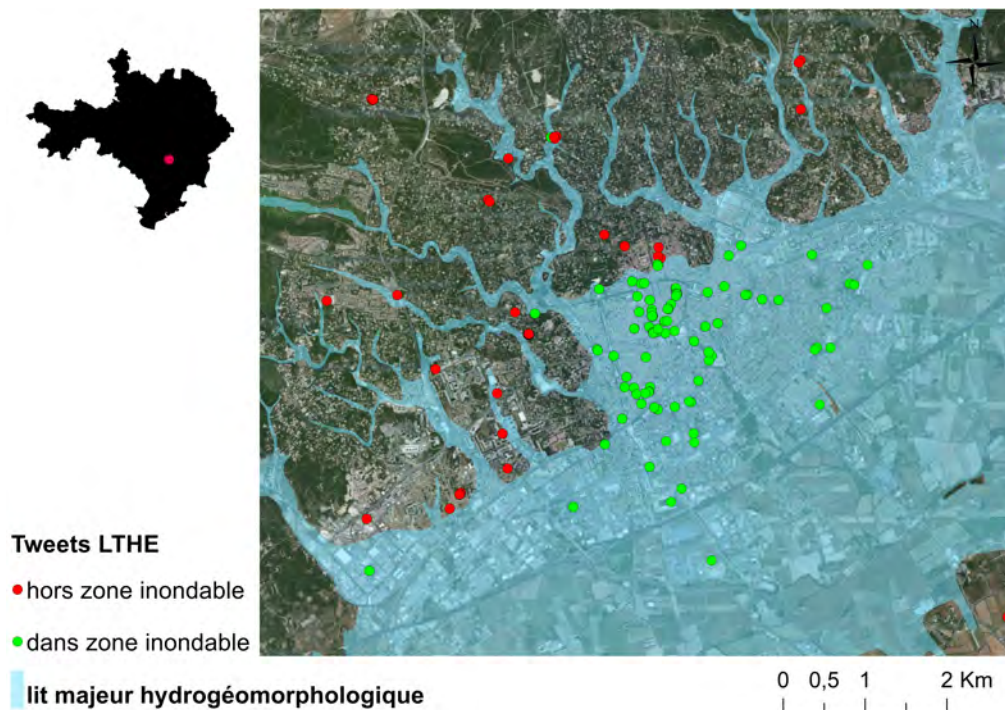 N
Tweets LTHE
hors zone inondable
dans zone inondable
lit majeur hydrogéomorphologique
0 0,5 1 2 Km